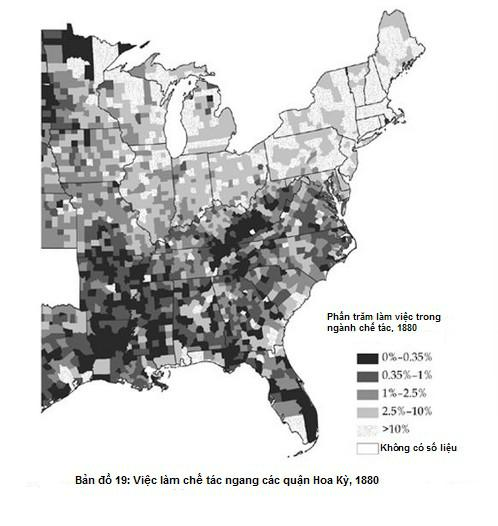 Phần trăm làm việc trong
ngành chế tác, 1880
0%–0.35%
0.35%–1%
1%–2.5%
2.5%–10%
>10%
Không có số liệu
Bản đồ 19: Việc làm chế tác ngang các quận Hoa Kỳ, 1880